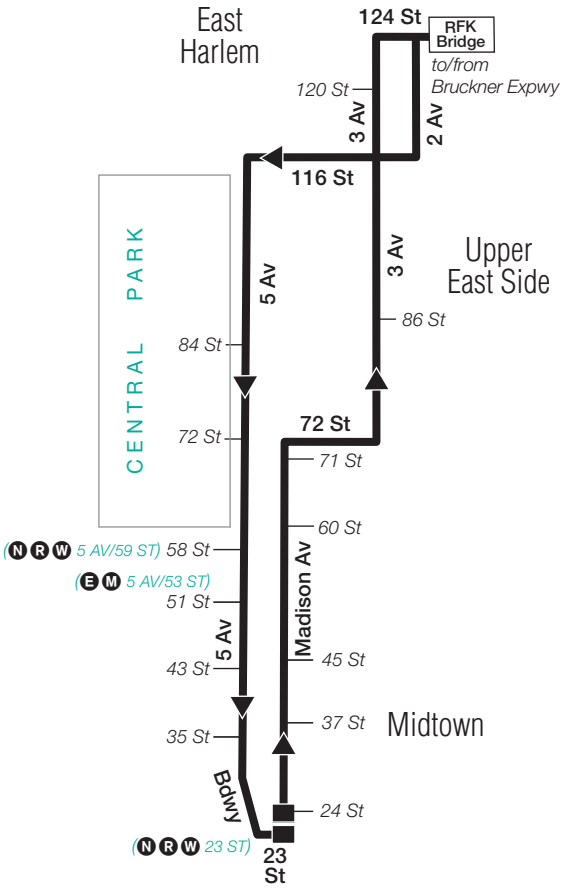 East
Harlem
124 St
RFK
Bridge
to/from
Bruckner Expwy
120 St
3 Av
2 Av
116 St
CENTRAL PARK
5 Av
3 Av
Upper
East Side
86 St
84 St
72 St
72 St
71 St
60 St
(N R W 5 AV/59 ST) 58 St
(E M 5 AV/53 ST)
51 St
5 Av
Madison Av
43 St
45 St
35 St
37 St
Midtown
Bdwy
24 St
(N R W 23 ST)
23
St